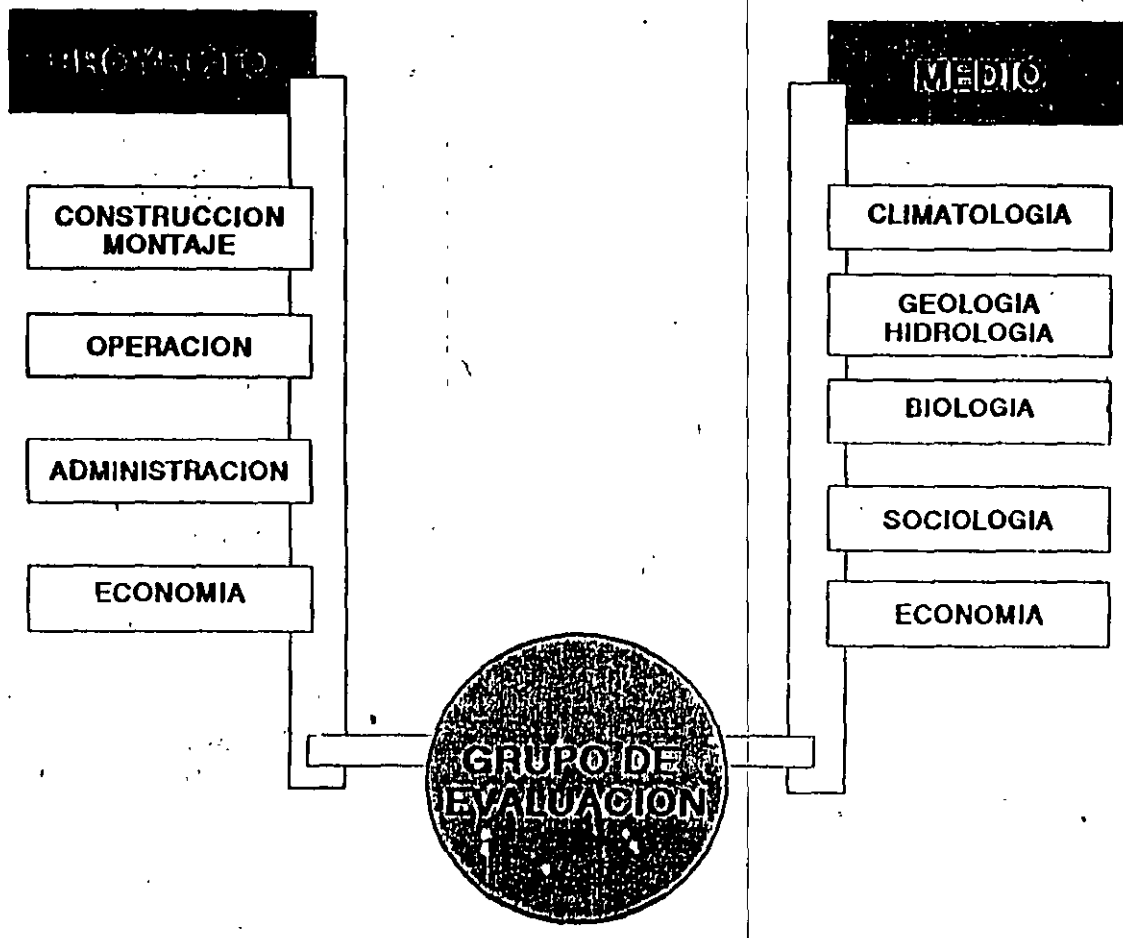 PROYECTO
CONSTRUCCION
MONTAJE
OPERACION
ADMINISTRACION
ECONOMIA
MEDIO
CLIMATOLOGIA
GEOLOGIA
HIDROLOGIA
BIOLOGIA
SOCIOLOGIA
ECONOMIA
GRUPO DE
EVALUACION